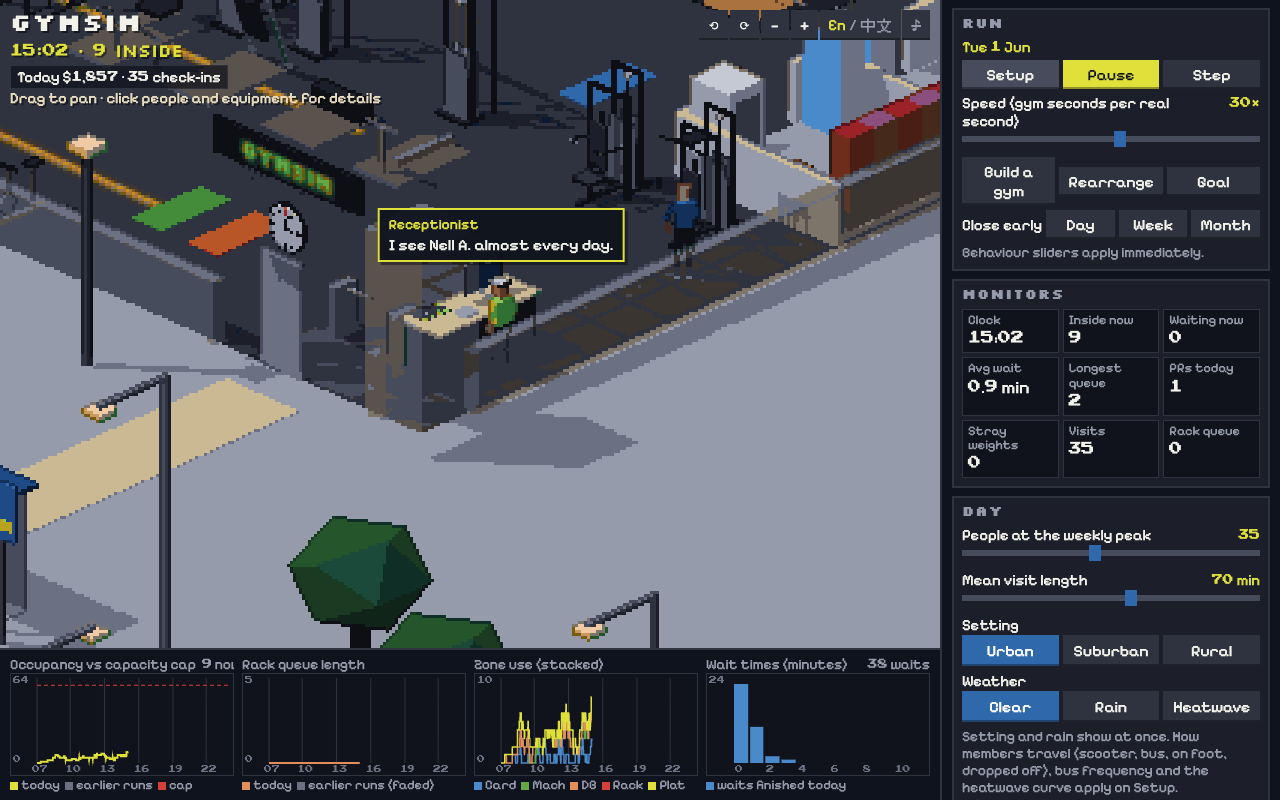 GYMSIM
15:02 · 9 INSIDE
Today $1,857 · 35 check-ins
Drag to pan · click people and equipment for details
⟲ ⟳ - + En / 中文 ♪
GYMSIM
Receptionist
I see Nell A. almost every day.
RUN
Tue 1 Jun
Setup Pause Step
Speed (gym seconds per real second) 30×
Build a gym Rearrange Goal
Close early Day Week Month
Behaviour sliders apply immediately.
MONITORS
Clock Inside now Waiting now
15:02 9 0
Avg wait Longest queue PRs today
0.9 min 2 1
Stray weights Visits Rack queue
0 35 0
DAY
People at the weekly peak 35
Mean visit length 70 min
Setting
Urban Suburban Rural
Weather
Clear Rain Heatwave
Setting and rain show at once. How
members travel (scooter, bus, on foot,
dropped off), bus frequency and the
heatwave curve apply on Setup.
Occupancy vs capacity cap 9 now
64
0
07 10 13 16 19 22
today earlier runs cap
Rack queue length
5
0
07 10 13 16 19 22
today earlier runs (faded)
Zone use (stacked)
10
0
07 10 13 16 19 22
Card Mach DB Rack Plat
Wait times (minutes) 38 waits
24
0 2 4 6 8 10
waits finished today